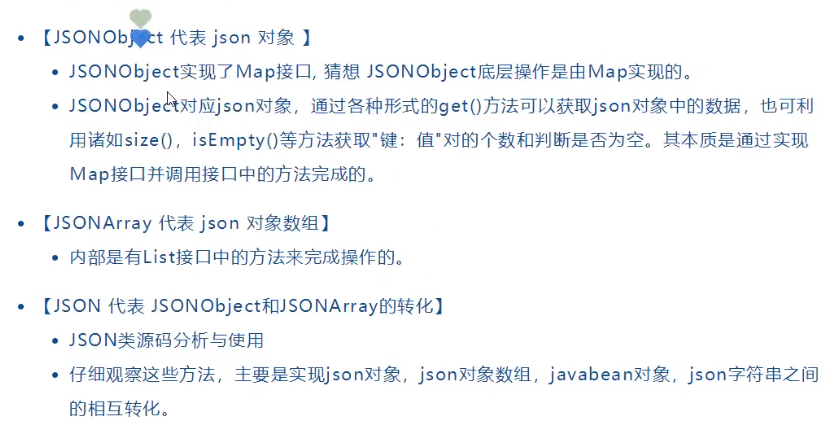 【JSONObject 代表 json 对象 】
JSONObject实现了Map接口, 猜想 JSONObject底层操作是由Map实现的。
JSONObject对应json对象，通过各种形式的get()方法可以获取json对象中的数据，也可利
用诸如size()，isEmpty()等方法获取"键：值"对的个数和判断是否为空。其本质是通过实现
Map接口并调用接口中的方法完成的。
【JSONArray 代表 json 对象数组】
内部是有List接口中的方法来完成操作的。
【JSON 代表 JSONObject和JSONArray的转化】
JSON类源码分析与使用
仔细观察这些方法，主要是实现json对象，json对象数组，javabean对象，json字符串之间
的相互转化。